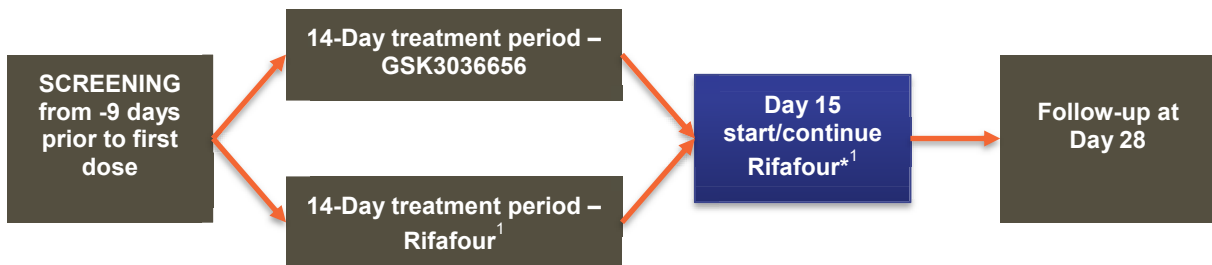 SCREENING
from -9 days
prior to first
dose
14-Day treatment period –
GSK3036656
14-Day treatment period –
Rifafour1
Day 15
start/continue
Rifafour*1
Follow-up at
Day 28